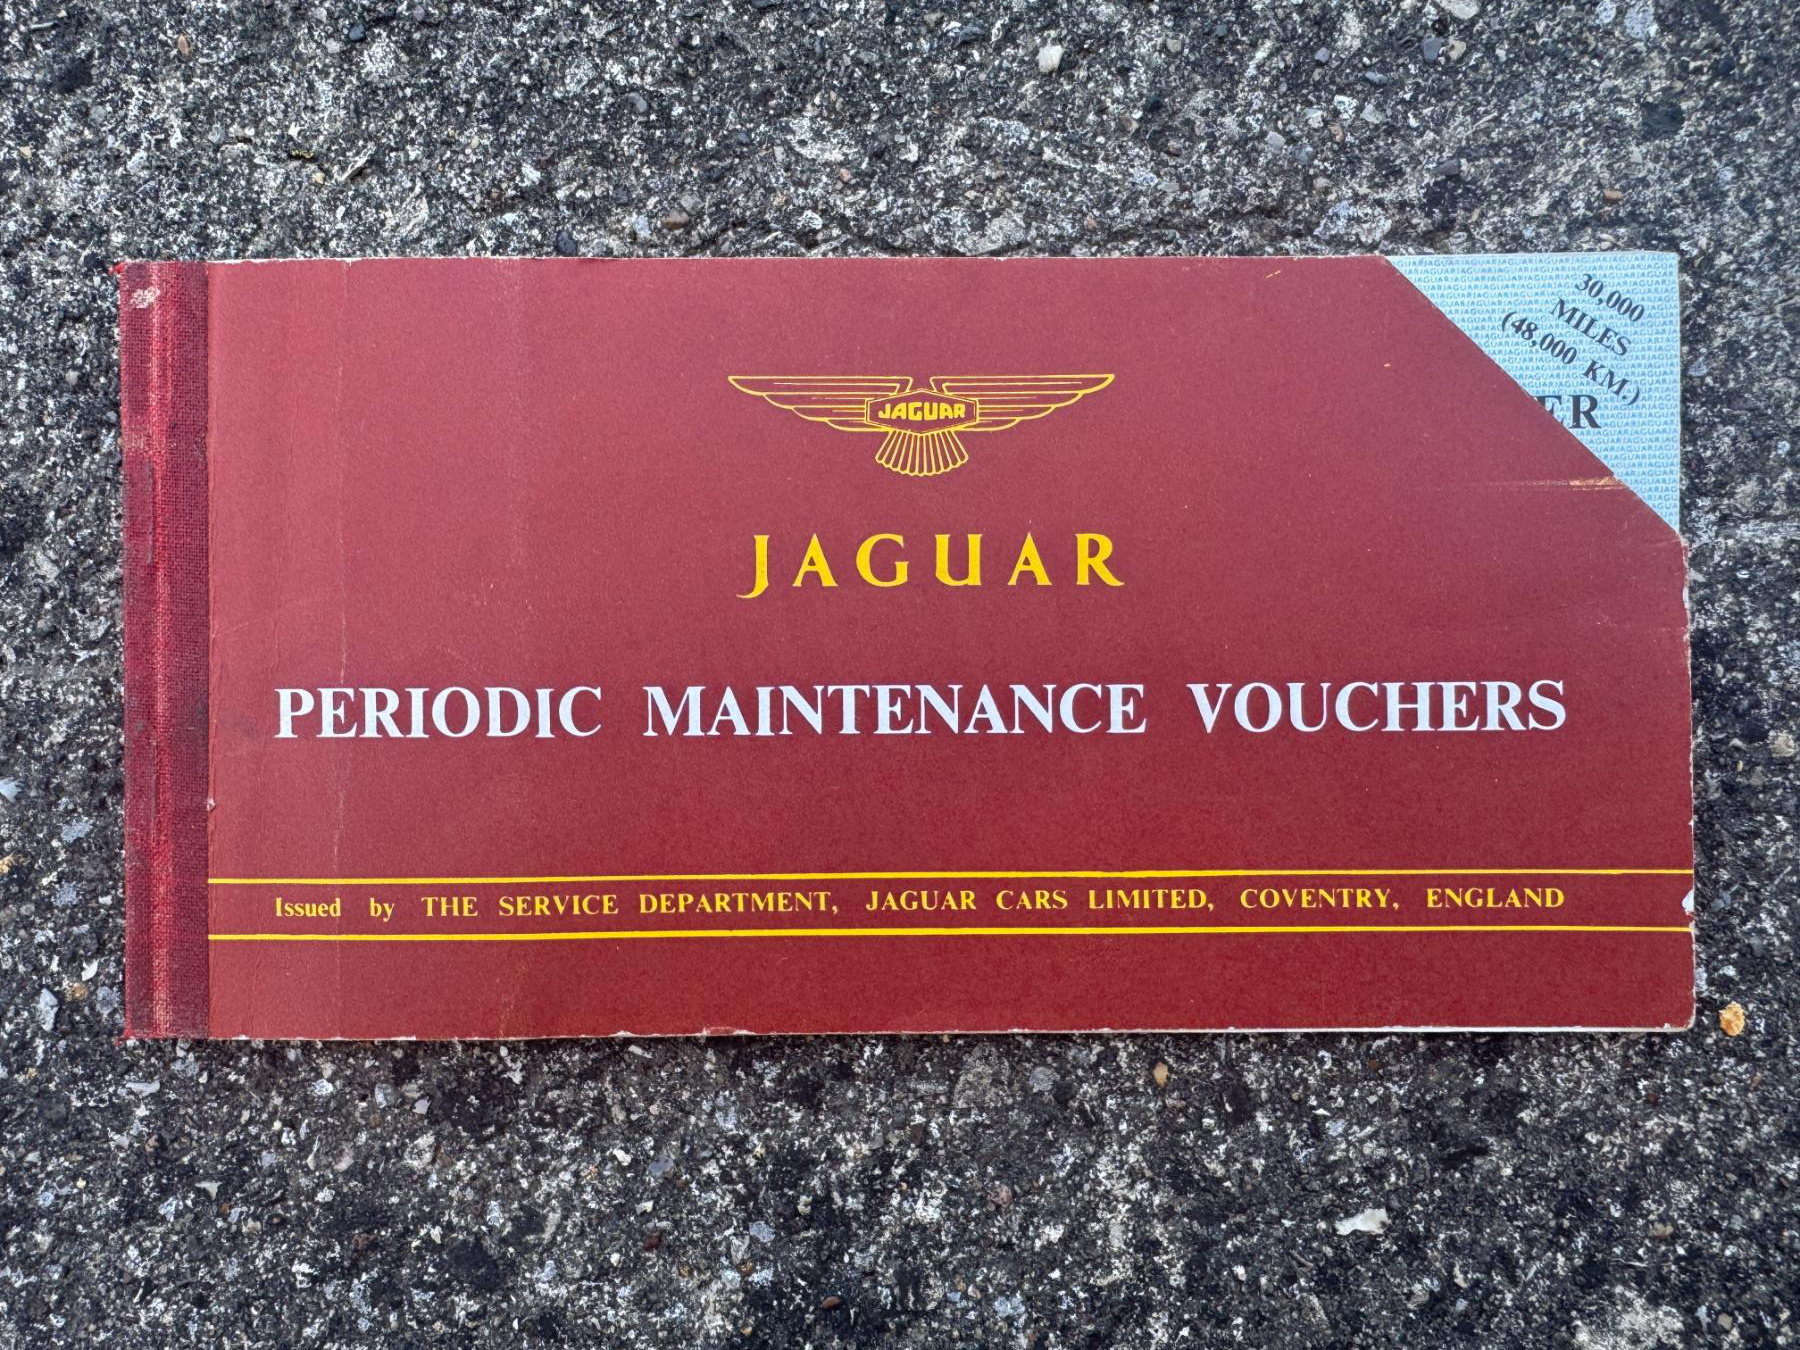 30,000
MILES
(48,000 KM.)
ER
JAGUAR
JAGUAR
PERIODIC MAINTENANCE VOUCHERS
Issued by THE SERVICE DEPARTMENT, JAGUAR CARS LIMITED, COVENTRY, ENGLAND